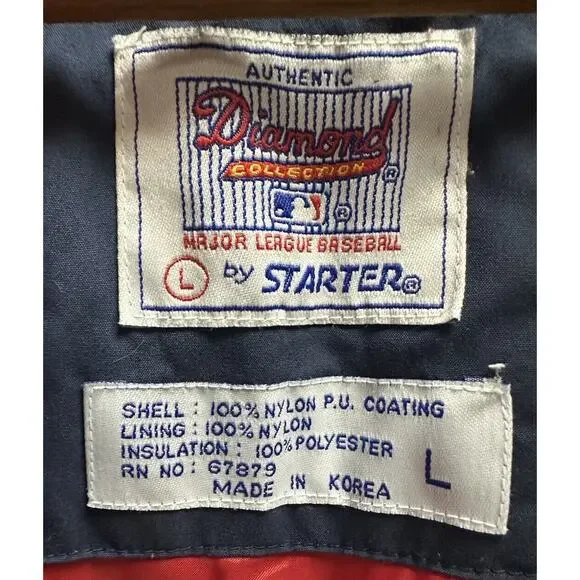 AUTHENTIC
Diamond
COLLECTION ®
®
MAJOR LEAGUE BASEBALL
L by STARTER®
SHELL : 100% NYLON P.U. COATING
LINING : 100% NYLON
INSULATION : 100% POLYESTER
RN NO : 67879
MADE IN KOREA
L